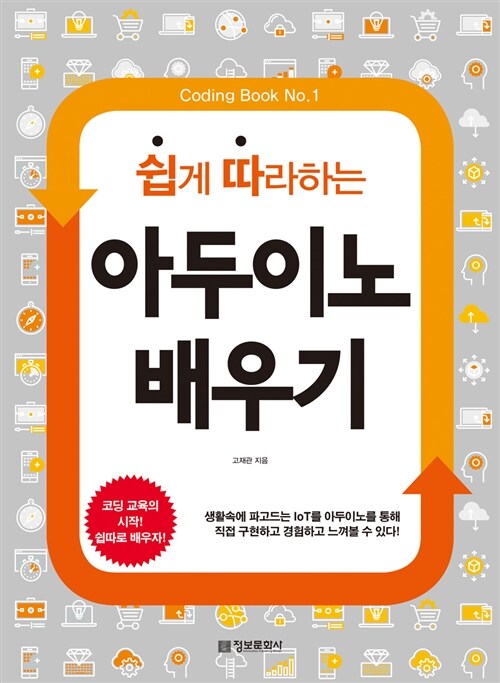 Coding Book No.1
쉽게 따라하는
아두이노
배우기
고재관 지음
코딩 교육의
시작!
쉽따로 배우자!
생활속에 파고드는 IoT를 아두이노를 통해
직접 구현하고 경험하고 느껴볼 수 있다!
정보문화사